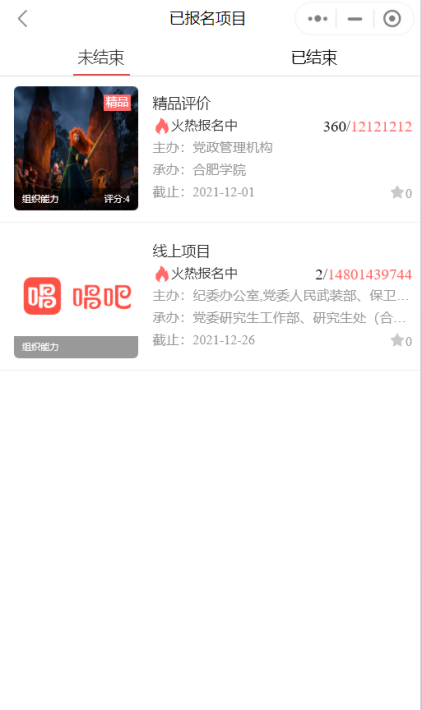 已报名项目
未结束
已结束
精品
组织能力
评分:4
精品评价
火热报名中
360/12121212
主办：党政管理机构
承办：合肥学院
截止：2021-12-01
0
唱 唱吧
组织能力
线上项目
火热报名中
2/14801439744
主办：纪委办公室,党委人民武装部、保卫…
承办：党委研究生工作部、研究生处（合…
截止：2021-12-26
0